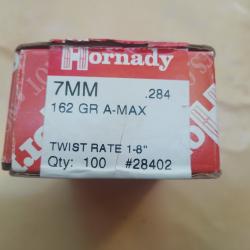 Hornady
7MM .284
162 GR A-MAX
TWIST RATE 1-8"
Qty: 100 #28402